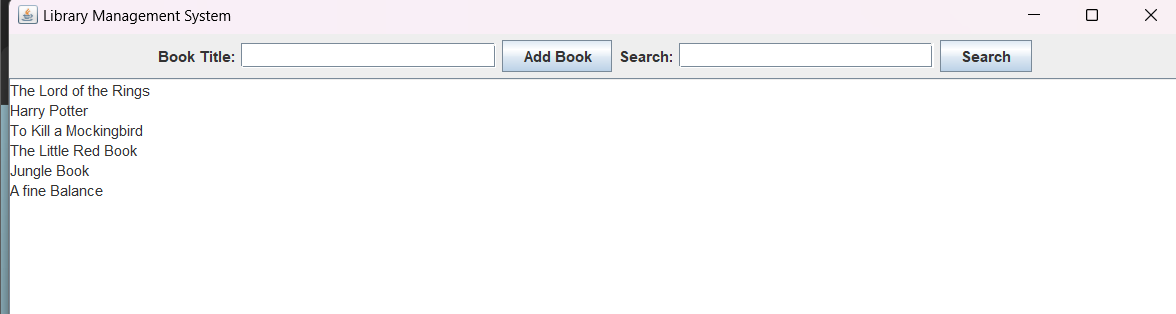 Library Management System
Book Title: Add Book Search: Search
The Lord of the Rings
Harry Potter
To Kill a Mockingbird
The Little Red Book
Jungle Book
A fine Balance